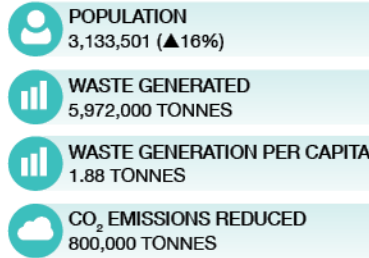 POPULATION
3,133,501 (▲16%)
WASTE GENERATED
5,972,000 TONNES
WASTE GENERATION PER CAPITA
1.88 TONNES
CO₂ EMISSIONS REDUCED
800,000 TONNES